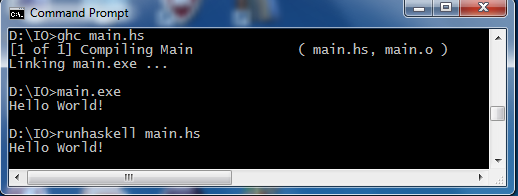 Command Prompt
D:\IO>ghc main.hs
[1 of 1] Compiling Main             ( main.hs, main.o )
Linking main.exe ...
D:\IO>main.exe
Hello World!
D:\IO>runhaskell main.hs
Hello World!